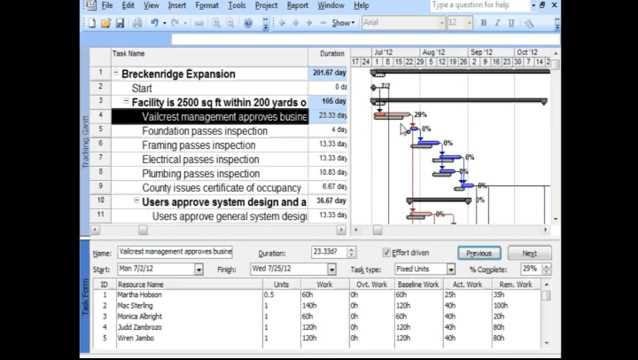 Edit View Insert Format Tools Project Report Collaborate Window Help Type a question for help
Show Arial 12 B I U
Task Name Duration Jul '12 Aug '12 Sep '12 Oct '12
17 24 1 8 15 22 29 5 12 19 26 2 9 16 23 30 7 14 21
1 Breckenridge Expansion 201.67 day
2 Start 0 da 7/2
3 Facility is 2500 sq ft within 200 yards o 105 day
4 Vailcrest management approves busine 23.33 day 29%
5 Foundation passes inspection 4 day 0%
6 Framing passes inspection 13.33 day 0%
7 Electrical passes inspection 13.33 day 0%
8 Plumbing passes inspection 10.83 day 0%
9 County issues certificate of occupancy 6.67 day 0%
10 Users approve system design and a 36.67 day 0%
11 Users approve general system desig 13.33 day 0%
Tracking Gantt
Name: Vailcrest management approves busine Duration: 23.33d? Effort driven Previous Next
Start: Mon 7/2/12 Finish: Wed 7/25/12 Task type: Fixed Units % Complete: 29%
ID Resource Name Units Work Ovt. Work Baseline Work Act. Work Rem. Work
1 Martha Hobson 0.5 60h 0h 60h 25h 35h
2 Mac Sterling 1 140h 0h 120h 40h 100h
3 Monica Albright 1 60h 0h 60h 40h 20h
4 Judd Zambrozo 1 120h 0h 120h 40h 80h
5 Wren Jambo 1 120h 0h 120h 40h 80h
Task Form